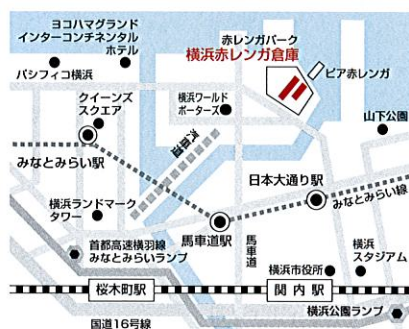 ヨコハマグランド
インターコンチネンタル
ホテル
パシフィコ横浜
赤レンガパーク
横浜赤レンガ倉庫
ピア赤レンガ
クイーンズ
スクエア
横浜ワールド
ポーターズ
山下公園
汽車道
みなとみらい駅
日本大通り駅
みなとみらい線
横浜ランドマーク
タワー
馬車道駅
馬車道
首都高速横羽線
みなとみらいランプ
横浜市役所
横浜
スタジアム
桜木町駅
関内駅
国道16号線
横浜公園ランプ